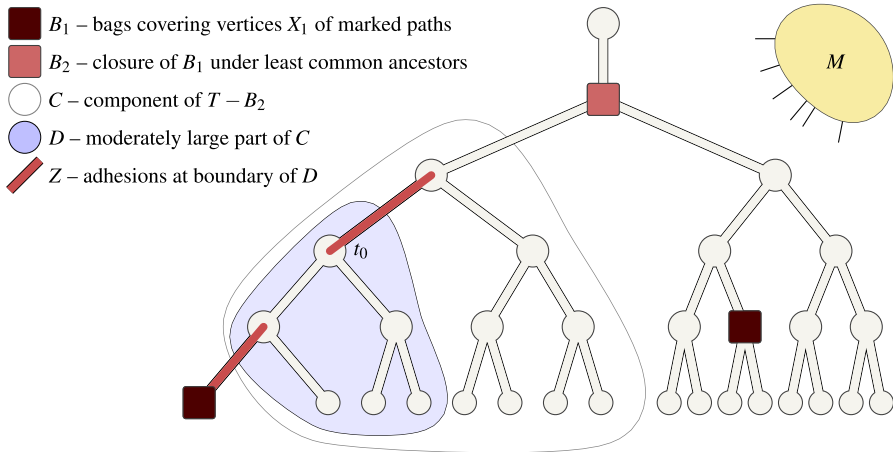 B₁ – bags covering vertices X₁ of marked paths
B₂ – closure of B₁ under least common ancestors
C – component of T − B₂
D – moderately large part of C
Z – adhesions at boundary of D
M
t₀